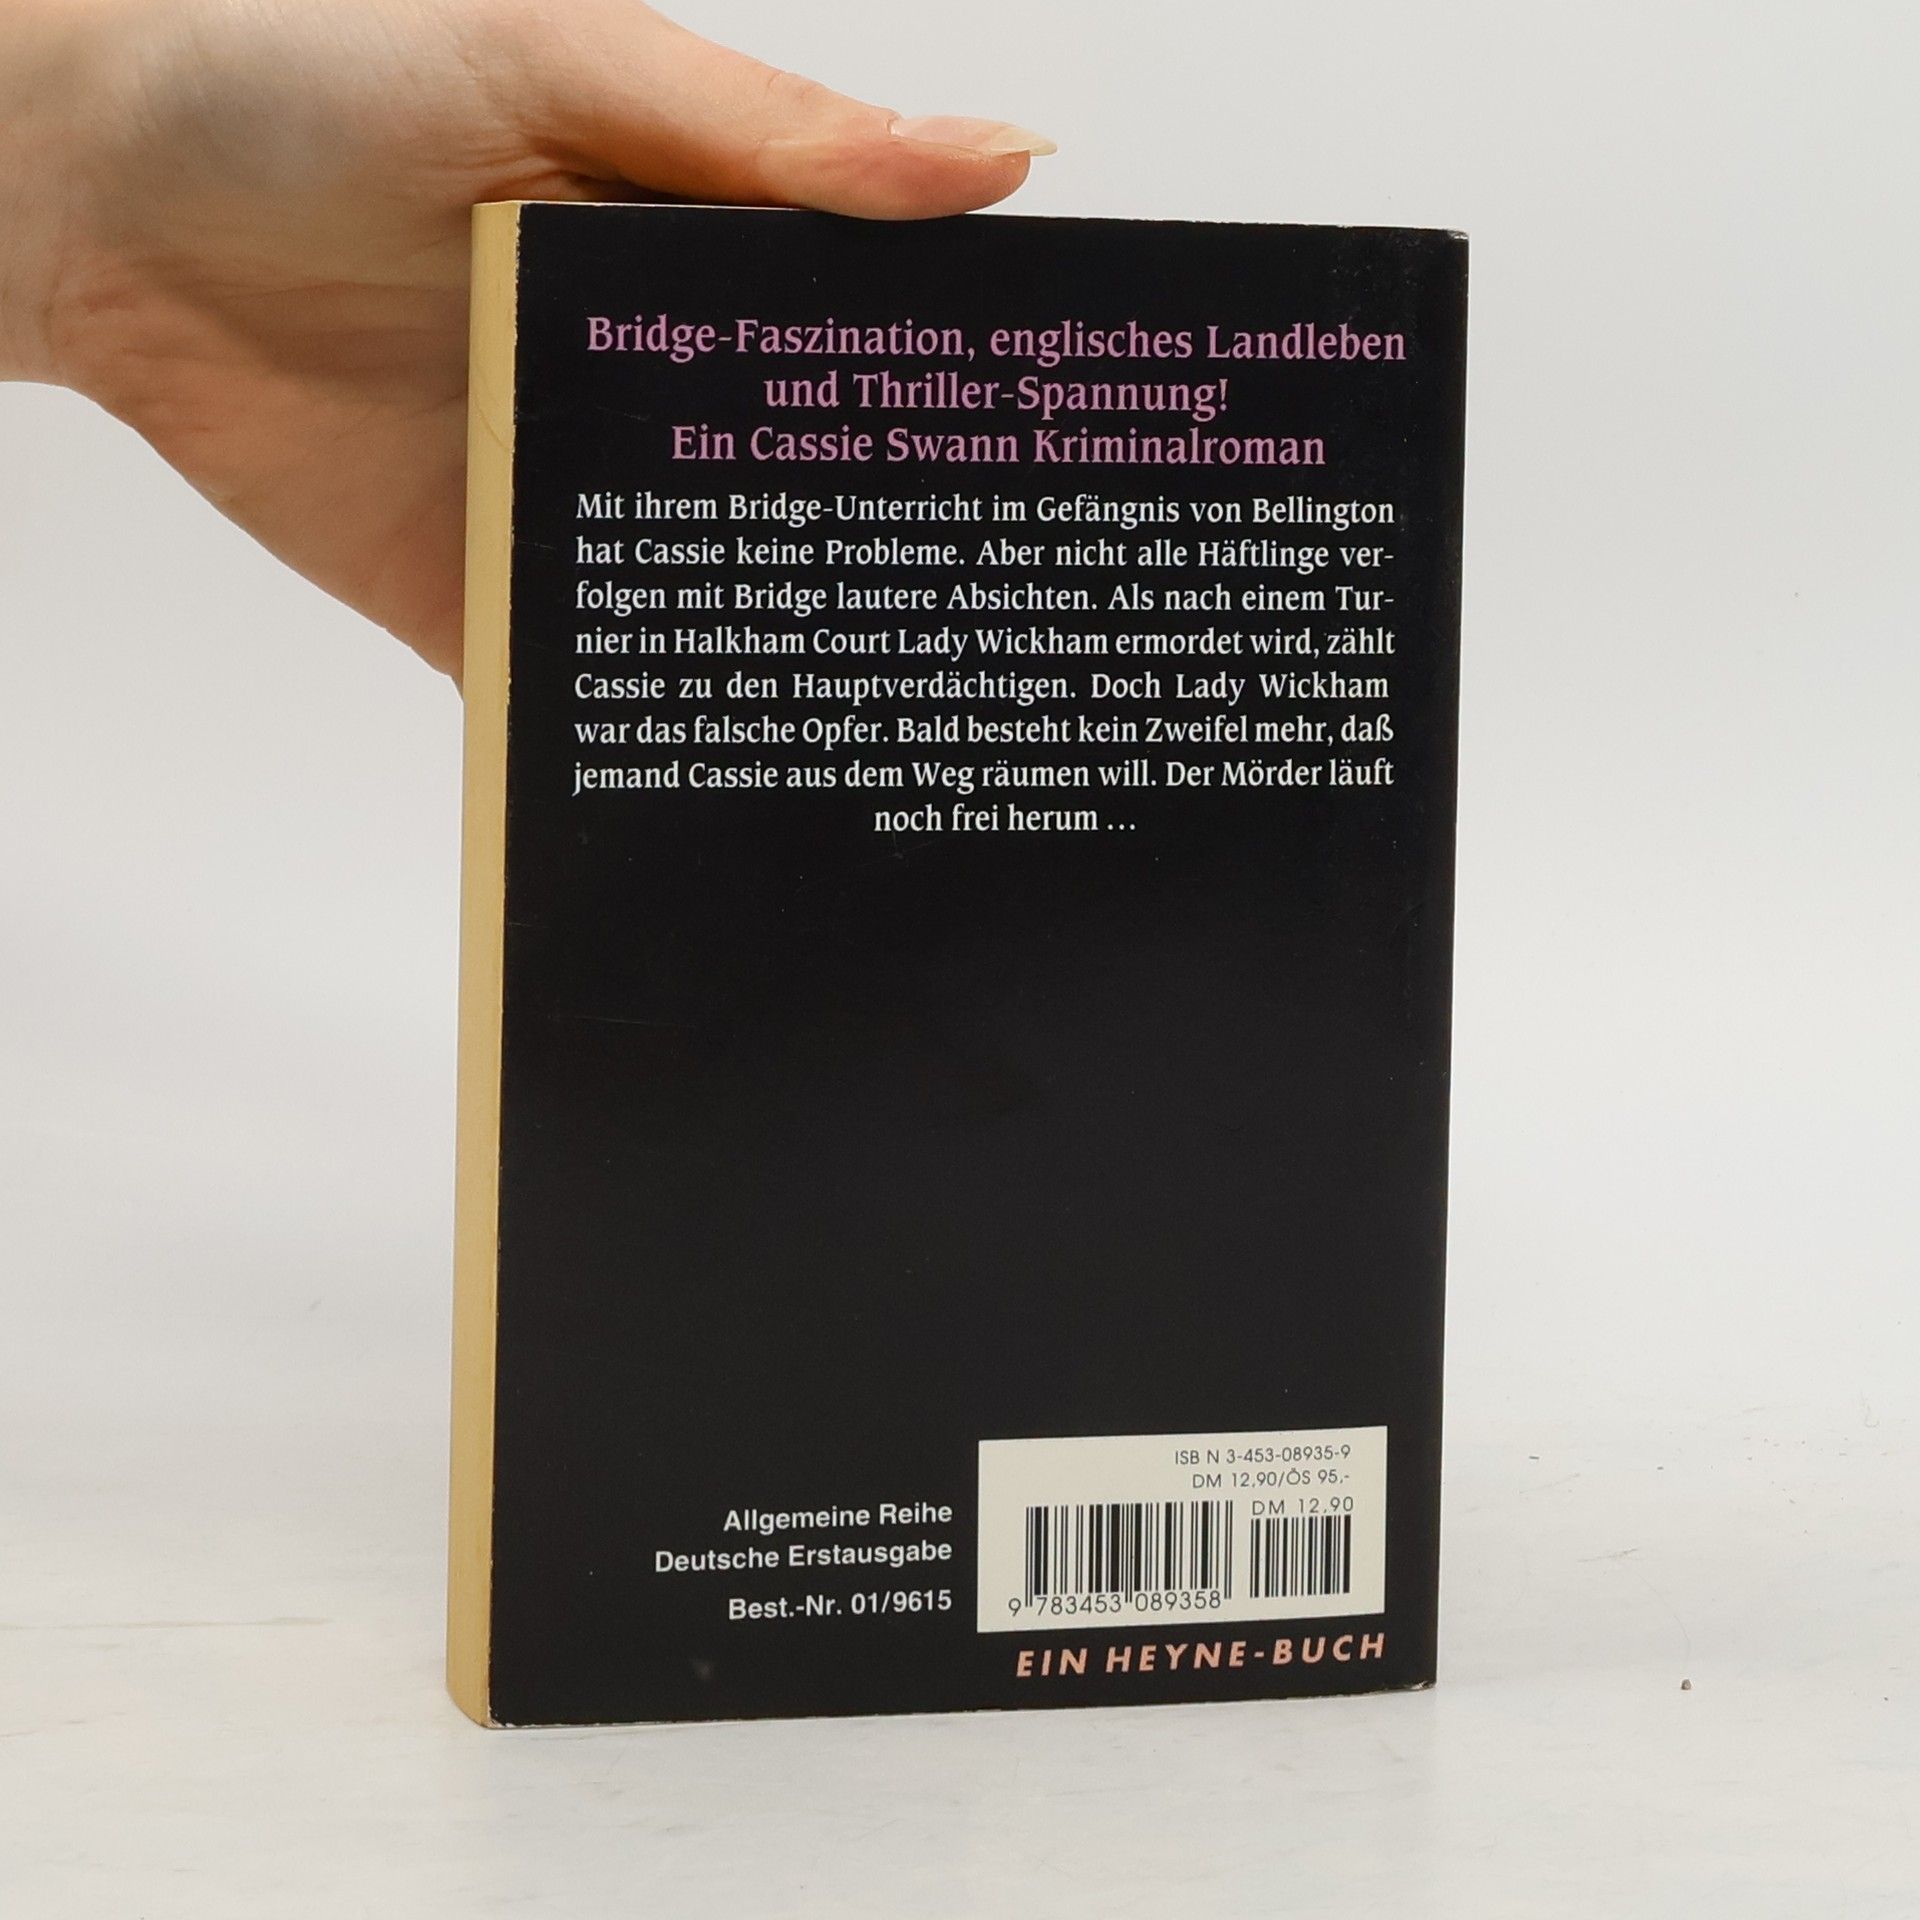 Bridge-Faszination, englisches Landleben
und Thriller-Spannung!
Ein Cassie Swann Kriminalroman
Mit ihrem Bridge-Unterricht im Gefängnis von Bellington
hat Cassie keine Probleme. Aber nicht alle Häftlinge ver-
folgen mit Bridge lautere Absichten. Als nach einem Tur-
nier in Halkham Court Lady Wickham ermordet wird, zählt
Cassie zu den Hauptverdächtigen. Doch Lady Wickham
war das falsche Opfer. Bald besteht kein Zweifel mehr, daß
jemand Cassie aus dem Weg räumen will. Der Mörder läuft
noch frei herum ...
ISB N 3-453-08935-9
DM 12,90/ÖS 95,-
DM 12,90
9 783453 089358
Allgemeine Reihe
Deutsche Erstausgabe
Best.-Nr. 01/9615
EIN HEYNE-BUCH